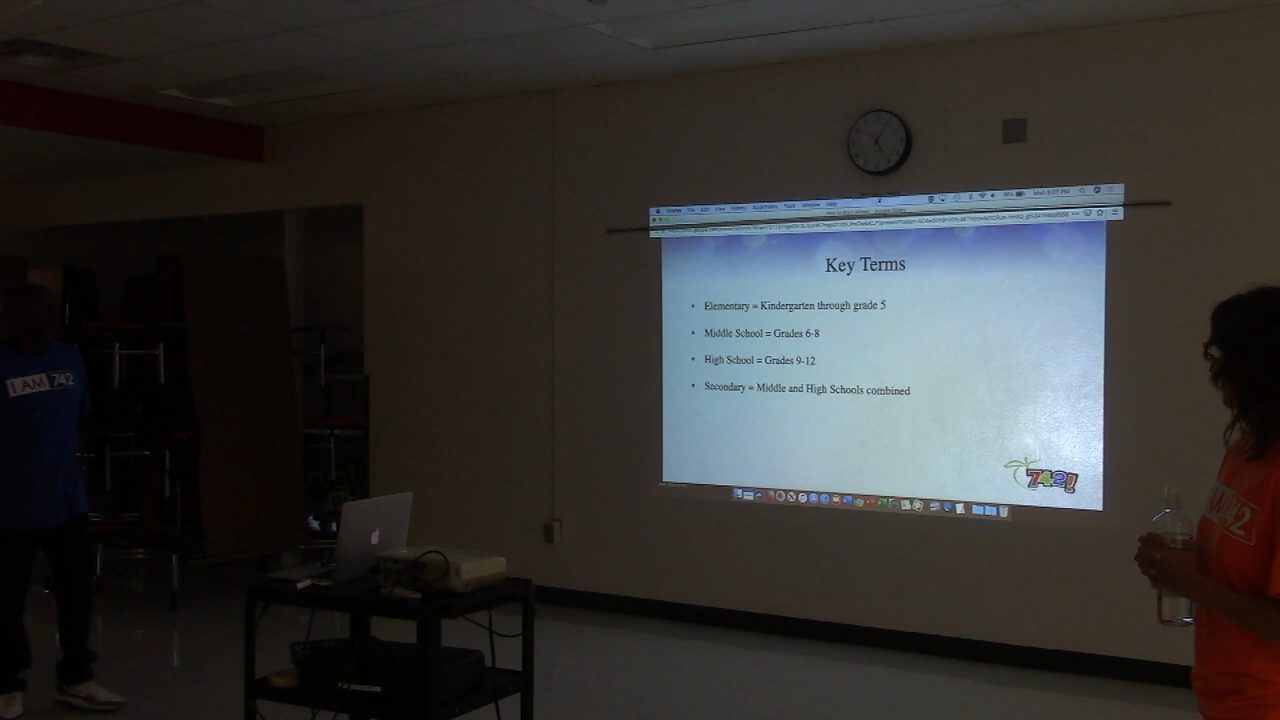 Key Terms
• Elementary = Kindergarten through grade 5
• Middle School = Grades 6-8
• High School = Grades 9-12
• Secondary = Middle and High Schools combined
742!
I AM 742